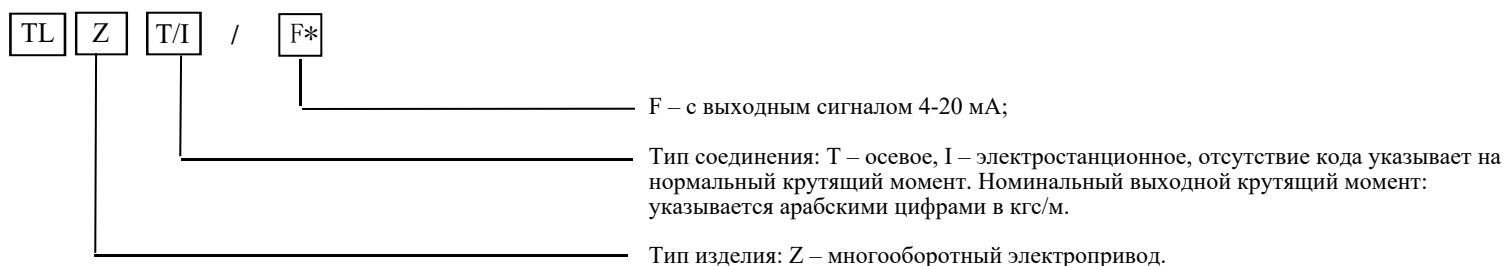 TL Z T/I / F*
F – с выходным сигналом 4-20 мА;
Тип соединения: T – осевое, I – электростанционное, отсутствие кода указывает на
нормальный крутящий момент. Номинальный выходной крутящий момент:
указывается арабскими цифрами в кгс/м.
Тип изделия: Z – многооборотный электропривод.